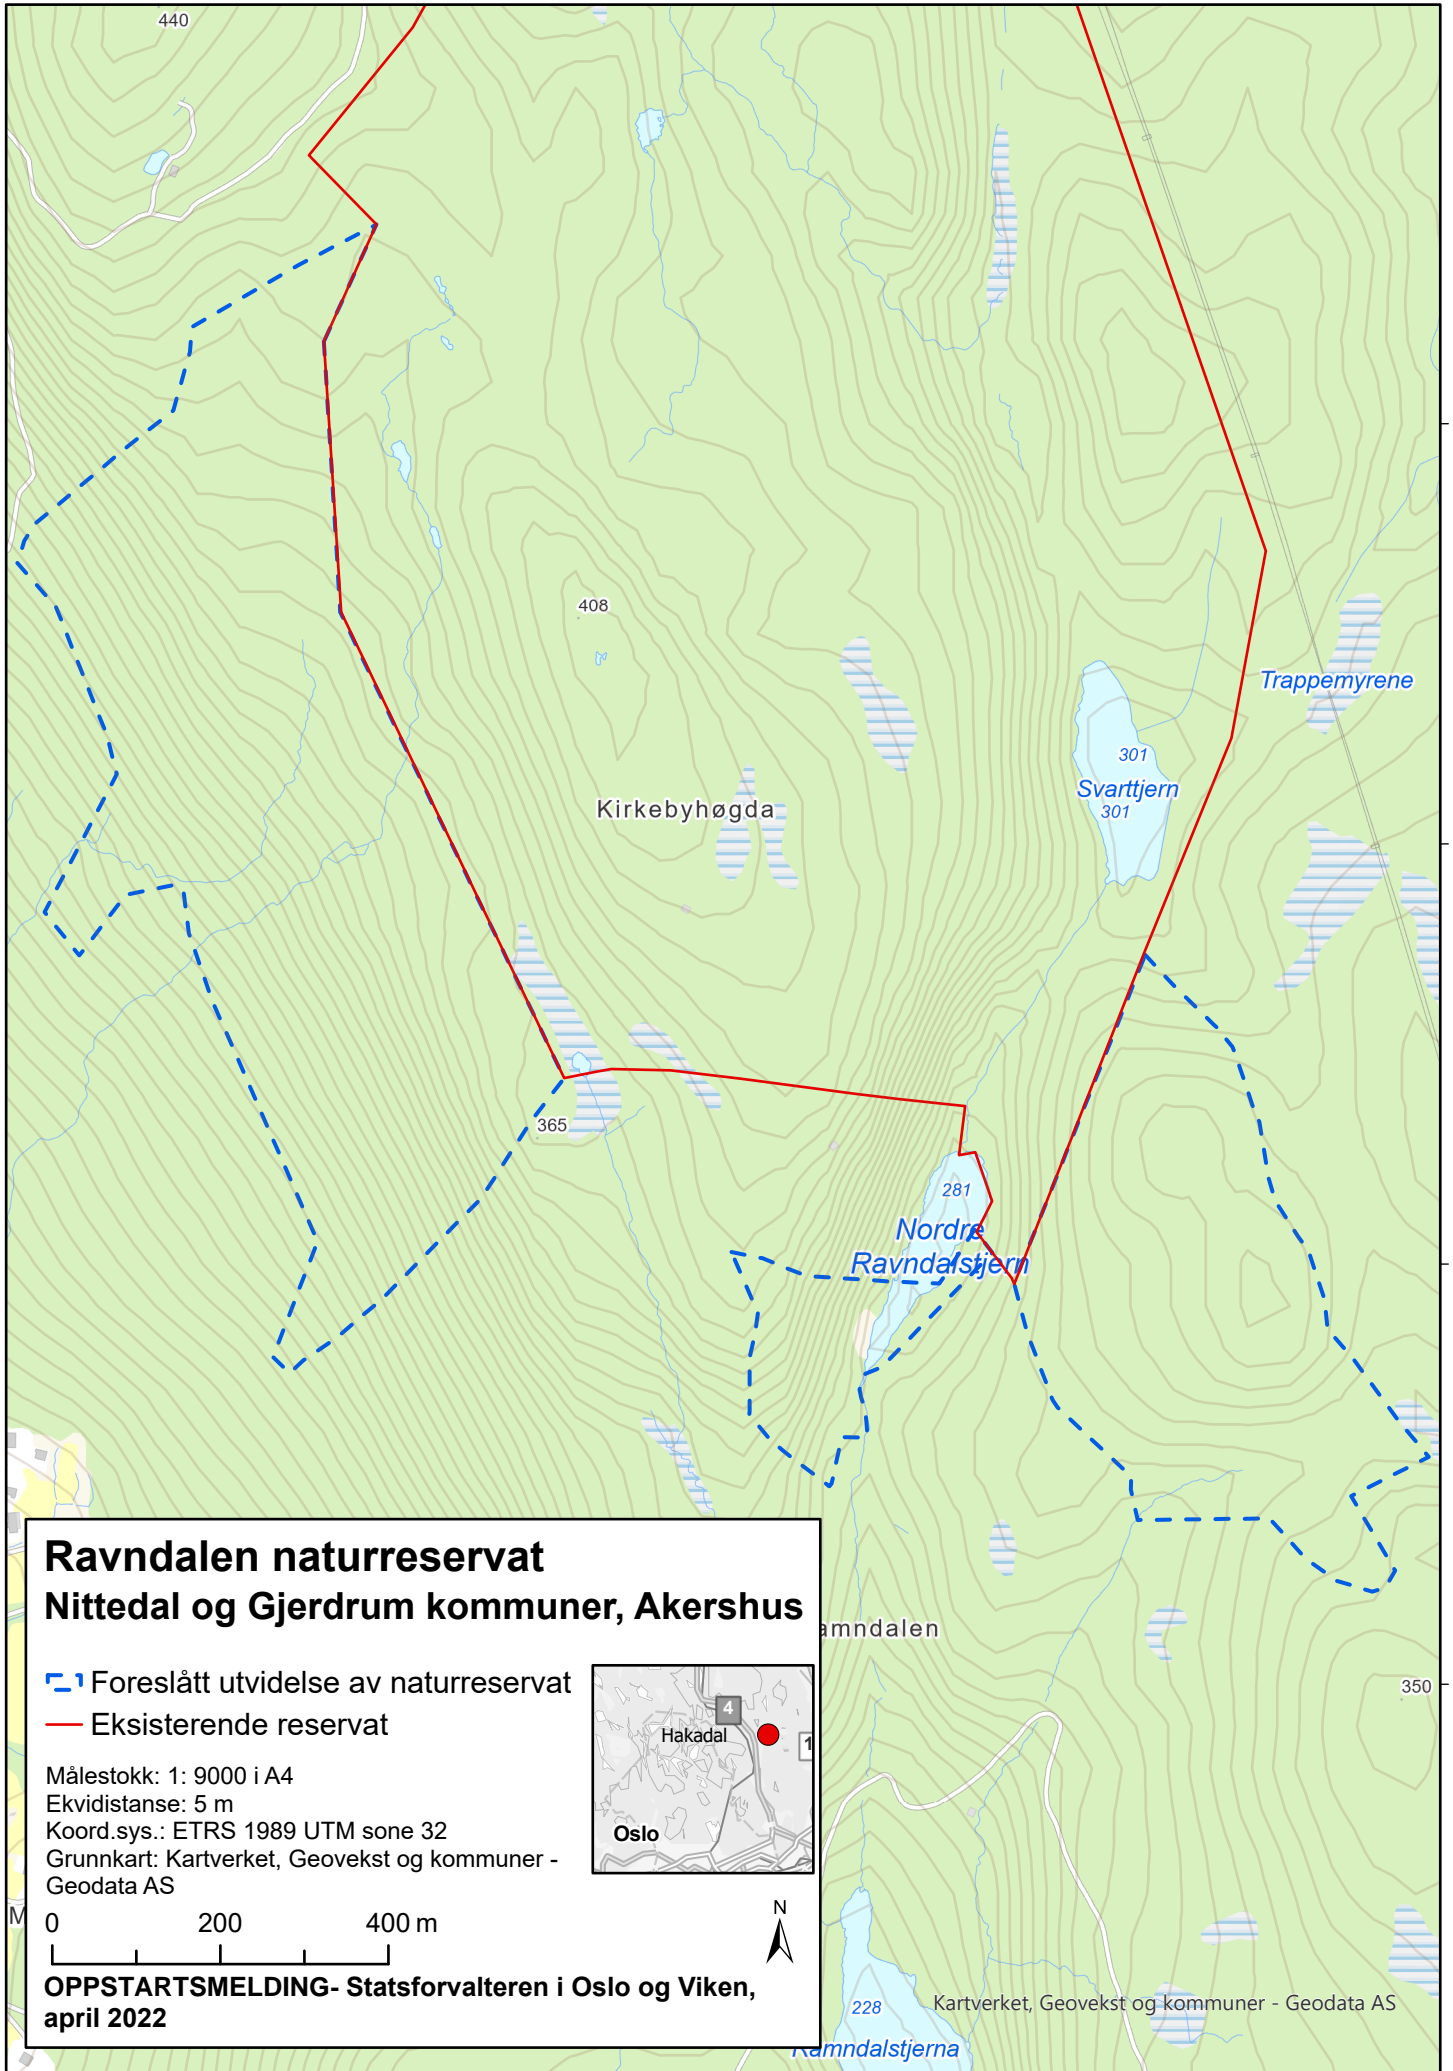 440
408
Trappemyrene
301
Svarttjern
301
Kirkebyhøgda
365
281
Nordre
Ravndalstjern
Ravndalen naturreservat
Nittedal og Gjerdrum kommuner, Akershus
amndalen
Foreslått utvidelse av naturreservat
Eksisterende reservat
350
4
Hakadal
1
Oslo
Målestokk: 1: 9000 i A4
Ekvidistanse: 5 m
Koord.sys.: ETRS 1989 UTM sone 32
Grunnkart: Kartverket, Geovekst og kommuner -
Geodata AS
M
0 200 400 m
N
OPPSTARTSMELDING- Statsforvalteren i Oslo og Viken,
april 2022
228
Kartverket, Geovekst og kommuner - Geodata AS
Ramndalstjerna